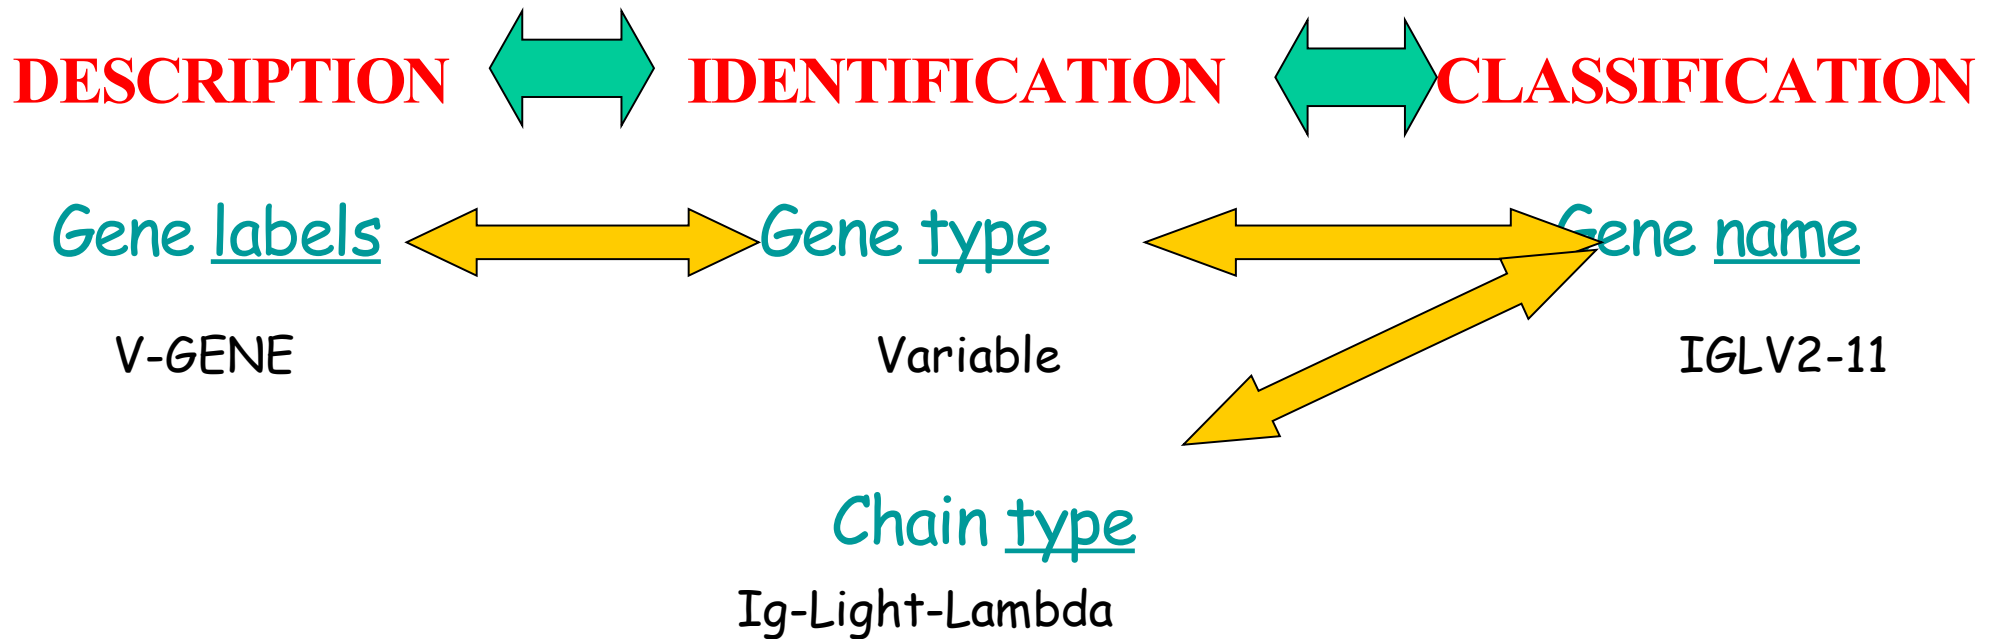 DESCRIPTION IDENTIFICATION CLASSIFICATION
Gene labels Gene type Gene name
V-GENE Variable IGLV2-11
Chain type
Ig-Light-Lambda